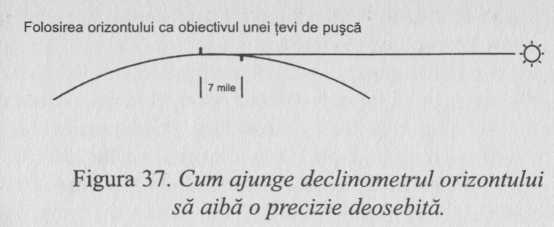 Folosirea orizontului ca obiectivul unei țevi de pușcă
7 mile
Figura 37. Cum ajunge declinometrul orizontului
să aibă o precizie deosebită.